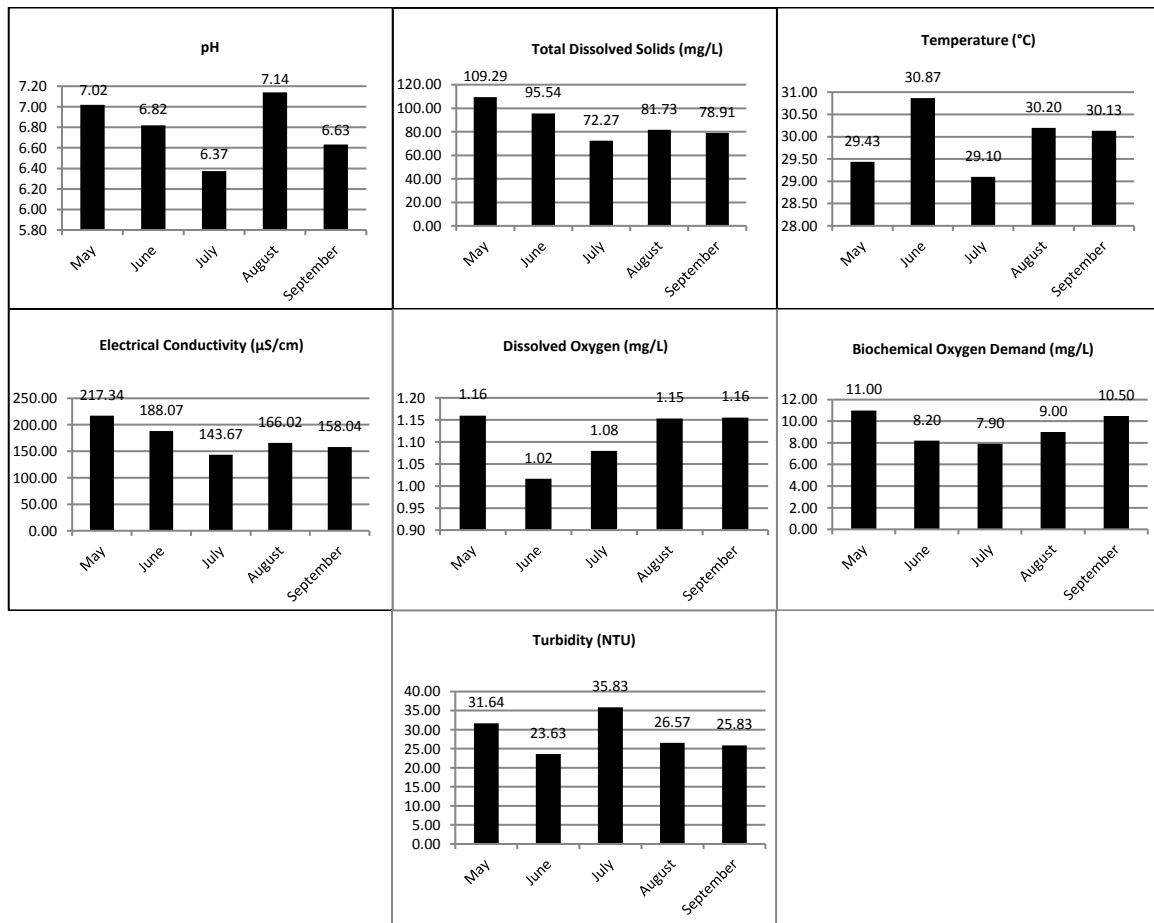 pH
7.20
7.00
6.80
6.60
6.40
6.20
6.00
5.80
7.02
6.82
6.37
7.14
6.63
May
June
July
August
September
Total Dissolved Solids (mg/L)
120.00
100.00
80.00
60.00
40.00
20.00
0.00
109.29
95.54
72.27
81.73
78.91
May
June
July
August
September
Temperature (°C)
31.00
30.50
30.00
29.50
29.00
28.50
28.00
29.43
30.87
29.10
30.20
30.13
May
June
July
August
September
Electrical Conductivity (µS/cm)
250.00
200.00
150.00
100.00
50.00
0.00
217.34
188.07
143.67
166.02
158.04
May
June
July
August
September
Dissolved Oxygen (mg/L)
1.20
1.15
1.10
1.05
1.00
0.95
0.90
1.16
1.02
1.08
1.15
1.16
May
June
July
August
September
Biochemical Oxygen Demand (mg/L)
12.00
10.00
8.00
6.00
4.00
2.00
0.00
11.00
8.20
7.90
9.00
10.50
May
June
July
August
September
Turbidity (NTU)
40.00
35.00
30.00
25.00
20.00
15.00
10.00
5.00
0.00
31.64
23.63
35.83
26.57
25.83
May
June
July
August
September